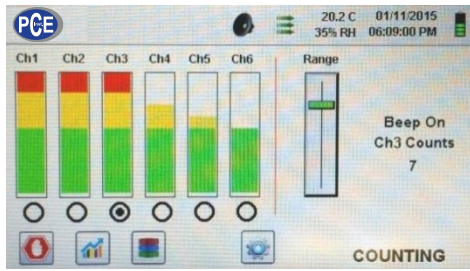 PCE
20.2 C 01/11/2015
35% RH 06:09:00 PM
Ch1 Ch2 Ch3 Ch4 Ch5 Ch6 Range
Beep On
Ch3 Counts
7
COUNTING